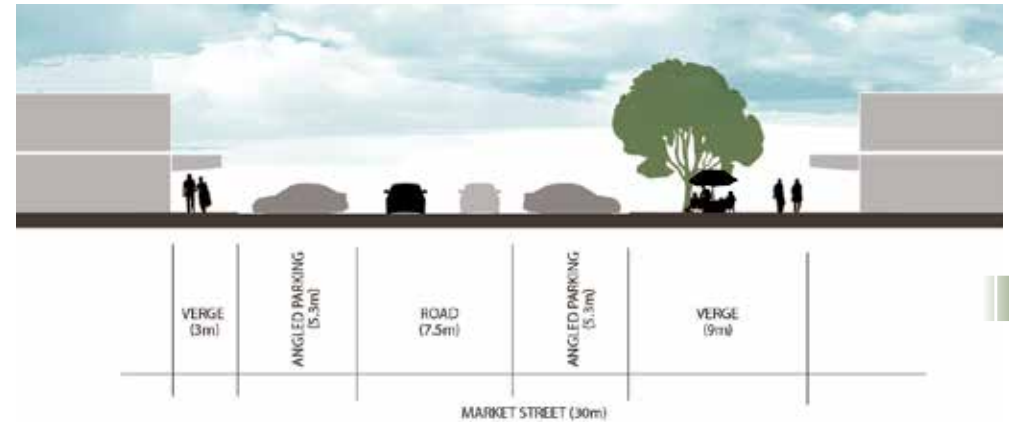 VERGE
(3m)
ANGLED PARKING
(5.3m)
ROAD
(7.5m)
ANGLED PARKING
(5.3m)
VERGE
(9m)
MARKET STREET (30m)